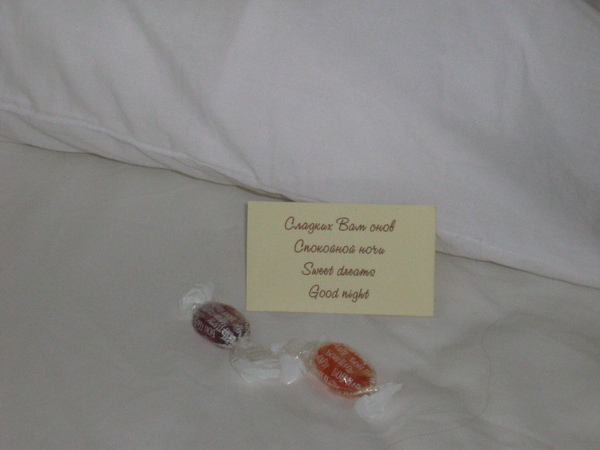 Сладких Вам снов
Спокойной ночи
Sweet dreams
Good night